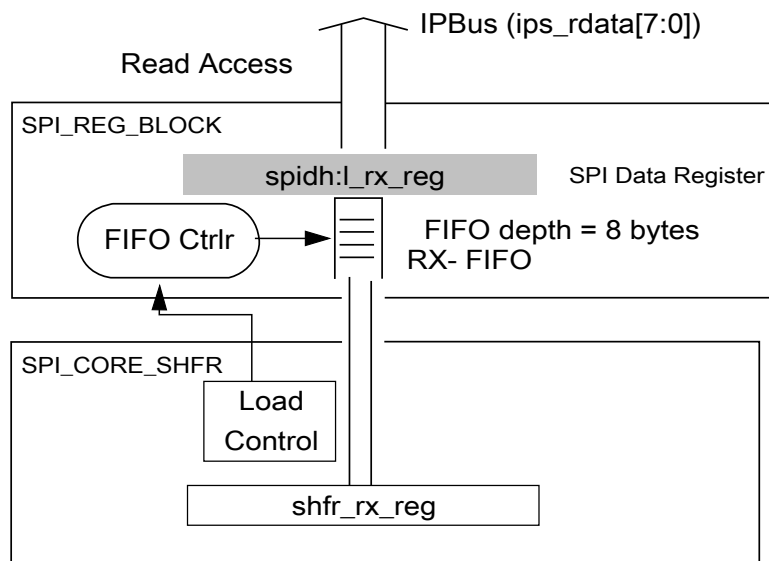 IPBus (ips_rdata[7:0])
Read Access
SPI_REG_BLOCK
spidh:l_rx_reg
SPI Data Register
FIFO Ctrlr
FIFO depth = 8 bytes
RX- FIFO
SPI_CORE_SHFR
Load
Control
shfr_rx_reg